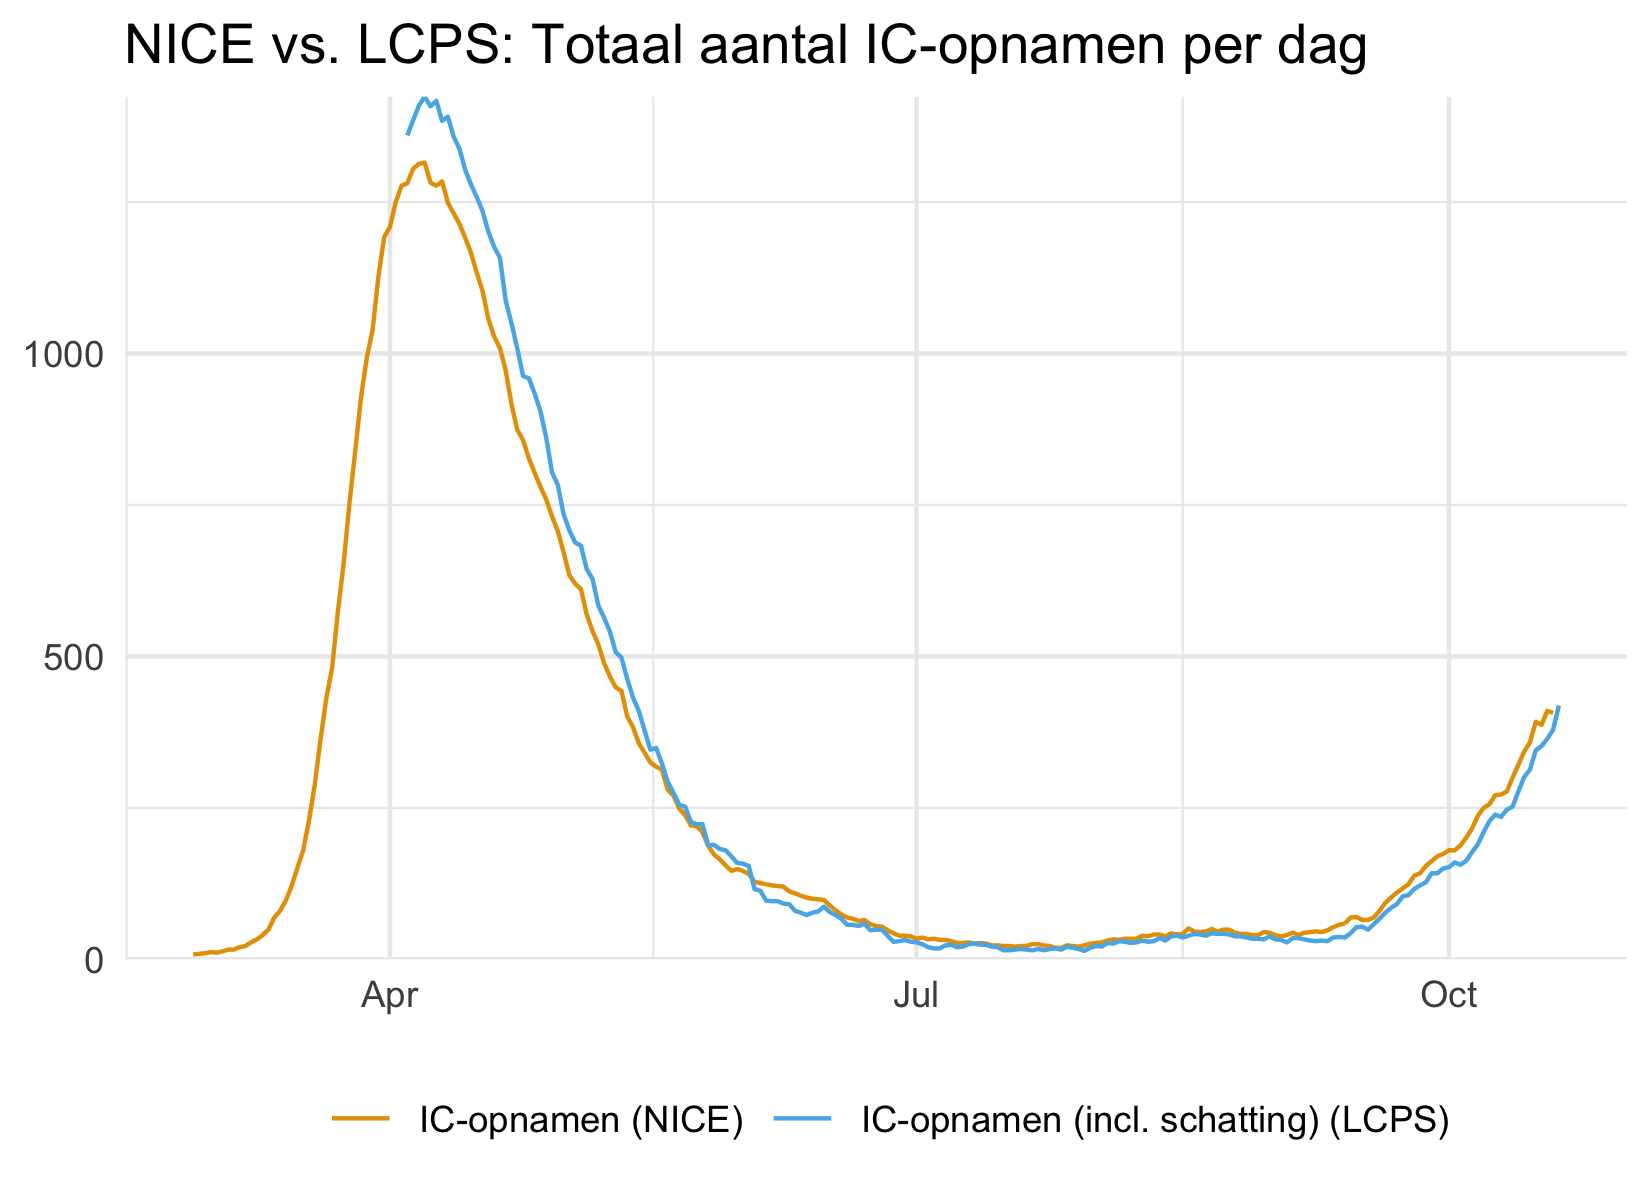 NICE vs. LCPS: Totaal aantal IC-opnamen per dag
1000
500
0
Apr Jul Oct
IC-opnamen (NICE) IC-opnamen (incl. schatting) (LCPS)